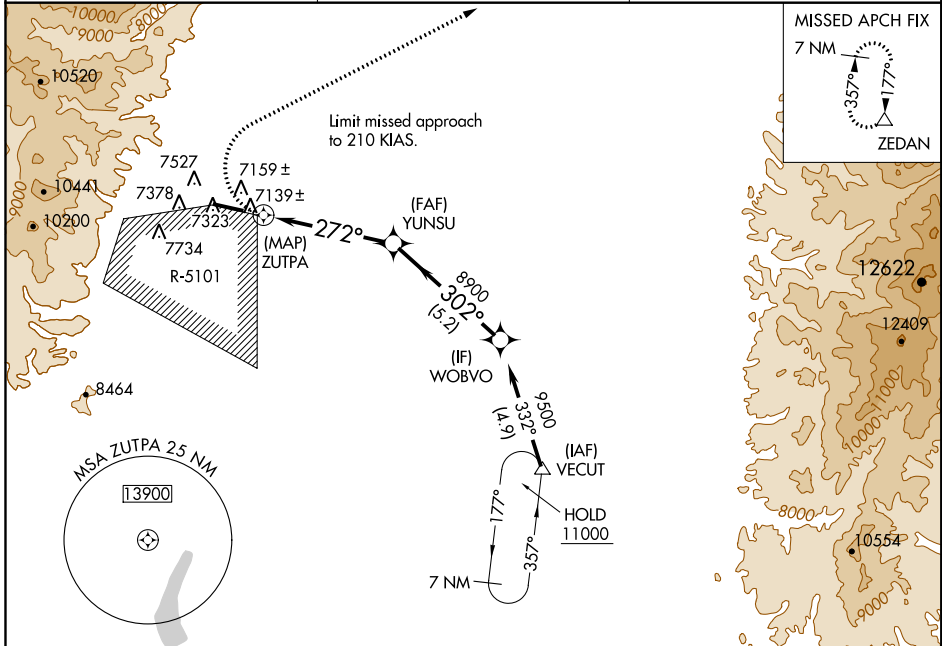 10000
9000
10520
MISSED APCH FIX
7 NM
357°
177°
ZEDAN
Limit missed approach
to 210 KIAS.
7527
7159 ±
10441
7378
7139 ±
9000
10200
7323
(FAF)
YUNSU
272°
(MAP)
ZUTPA
7734
R-5101
8900
302°
(5.2)
12622
12409
(IF)
WOBVO
8464
11000
10000
9500
332°
(4.9)
(IAF)
VECUT
MSA ZUTPA 25 NM
13900
177°
357°
HOLD
11000
8000
10554
7 NM
9000